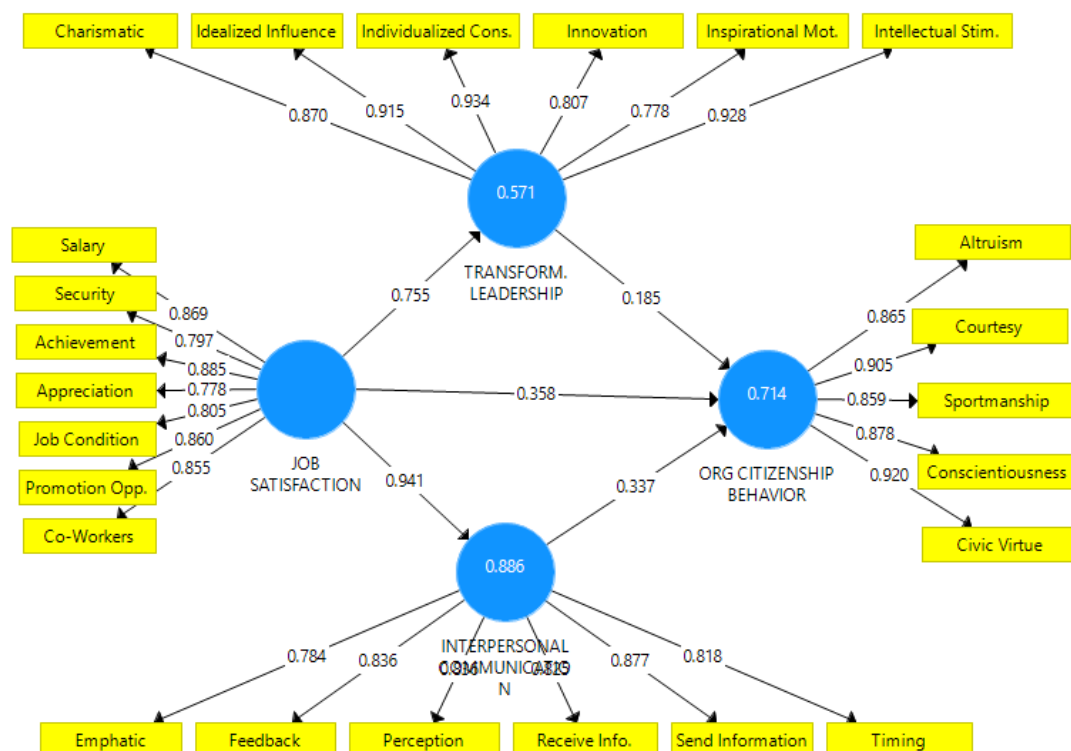 Charismatic
Idealized Influence
Individualized Cons.
Innovation
Inspirational Mot.
Intellectual Stim.
0.870
0.915
0.934
0.807
0.778
0.928
0.571
TRANSFORM.
LEADERSHIP
Salary
Security
Achievement
Appreciation
Job Condition
Promotion Opp.
Co-Workers
0.869
0.797
0.885
0.778
0.805
0.860
0.855
JOB
SATISFACTION
0.755
0.185
0.358
0.941
0.337
0.714
ORG CITIZENSHIP
BEHAVIOR
0.865
0.905
0.859
0.878
0.920
Altruism
Courtesy
Sportmanship
Conscientiousness
Civic Virtue
0.886
INTERPERSONAL
COMMUNICATIO
N
0.784
0.836
0.836
0.825
0.877
0.818
Emphatic
Feedback
Perception
Receive Info.
Send Information
Timing